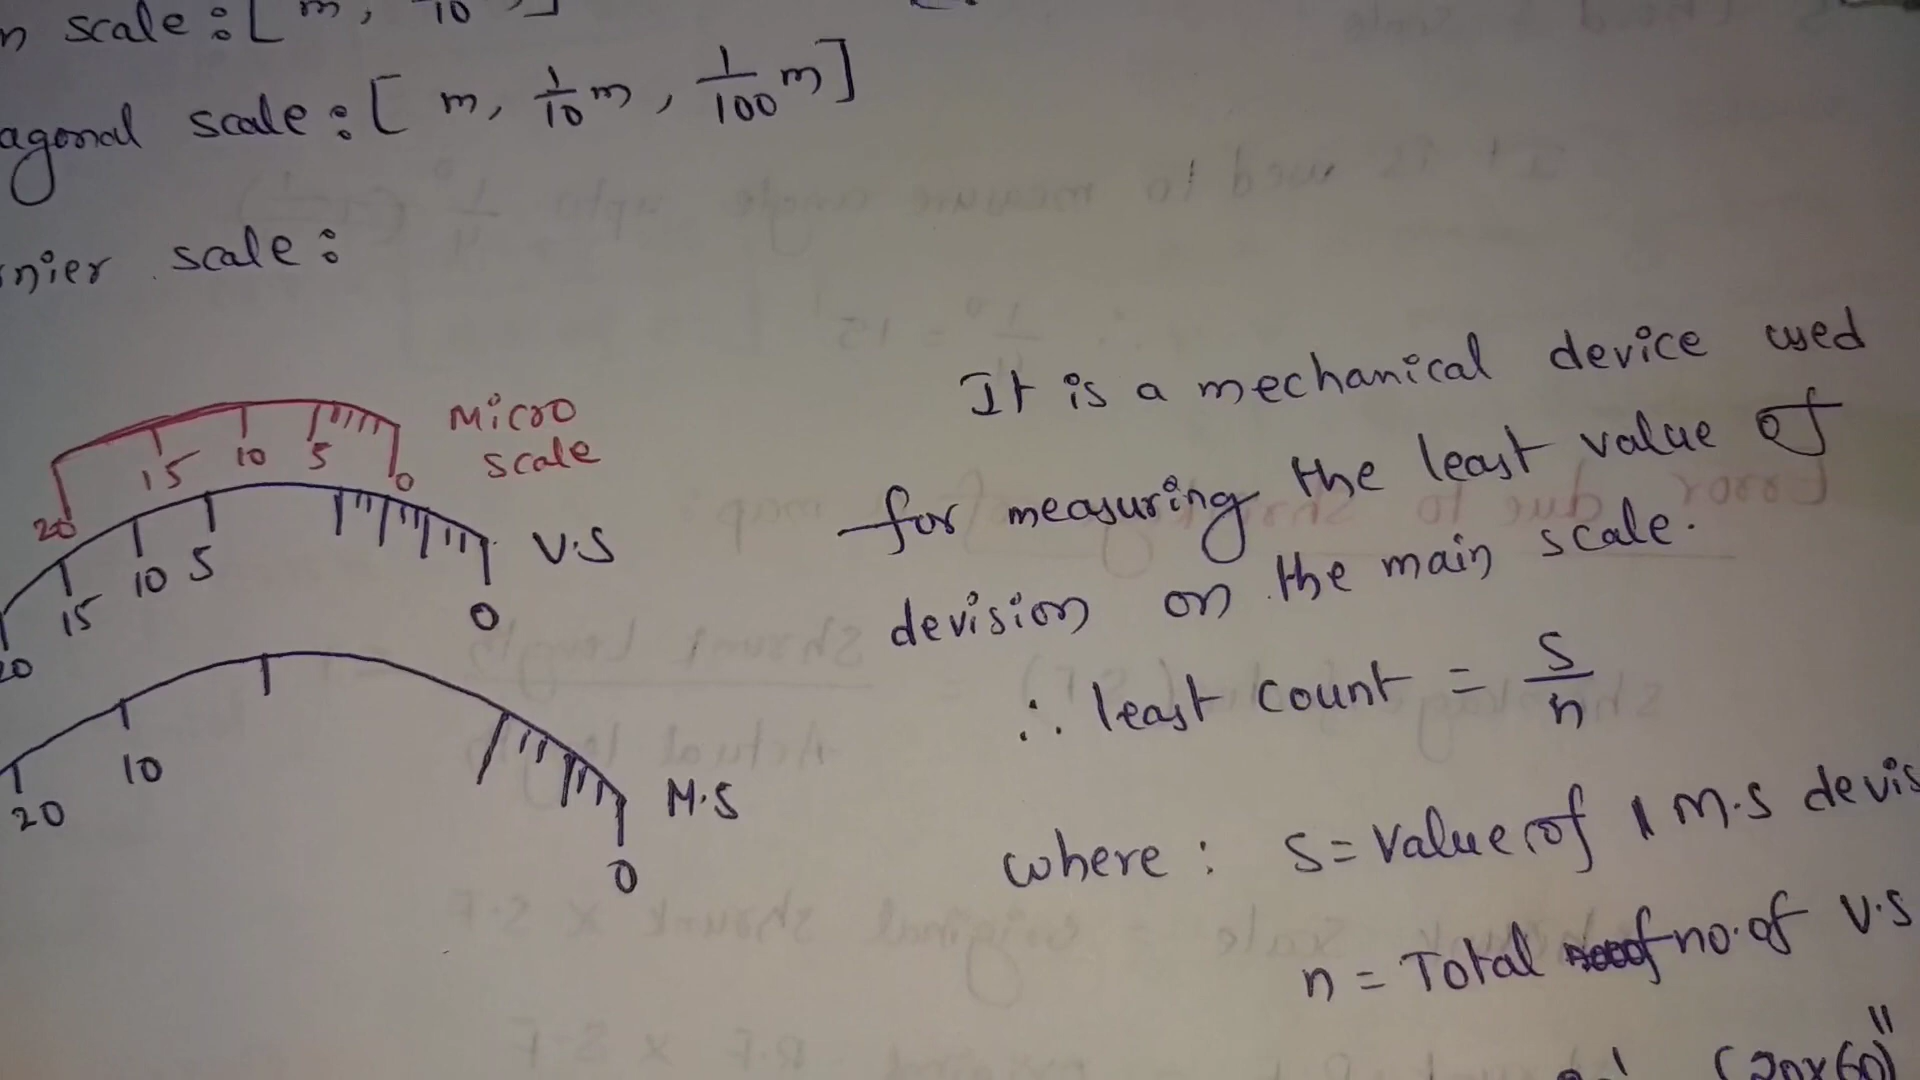 n scale : [ m, 10
agonal scale : [ m, 1/10 m, 1/100 m ]
nier scale :
It is a mechanical device used
for measuring the least value of
devision on the main scale.
∴ least count = s/n
where : S = Value of 1 M.S devis
n = Total no. of V.S
(20x60)"
Micro
scale
20 15 10 5 0
V.S
20 15 10 5 0
M.S
20 10 0